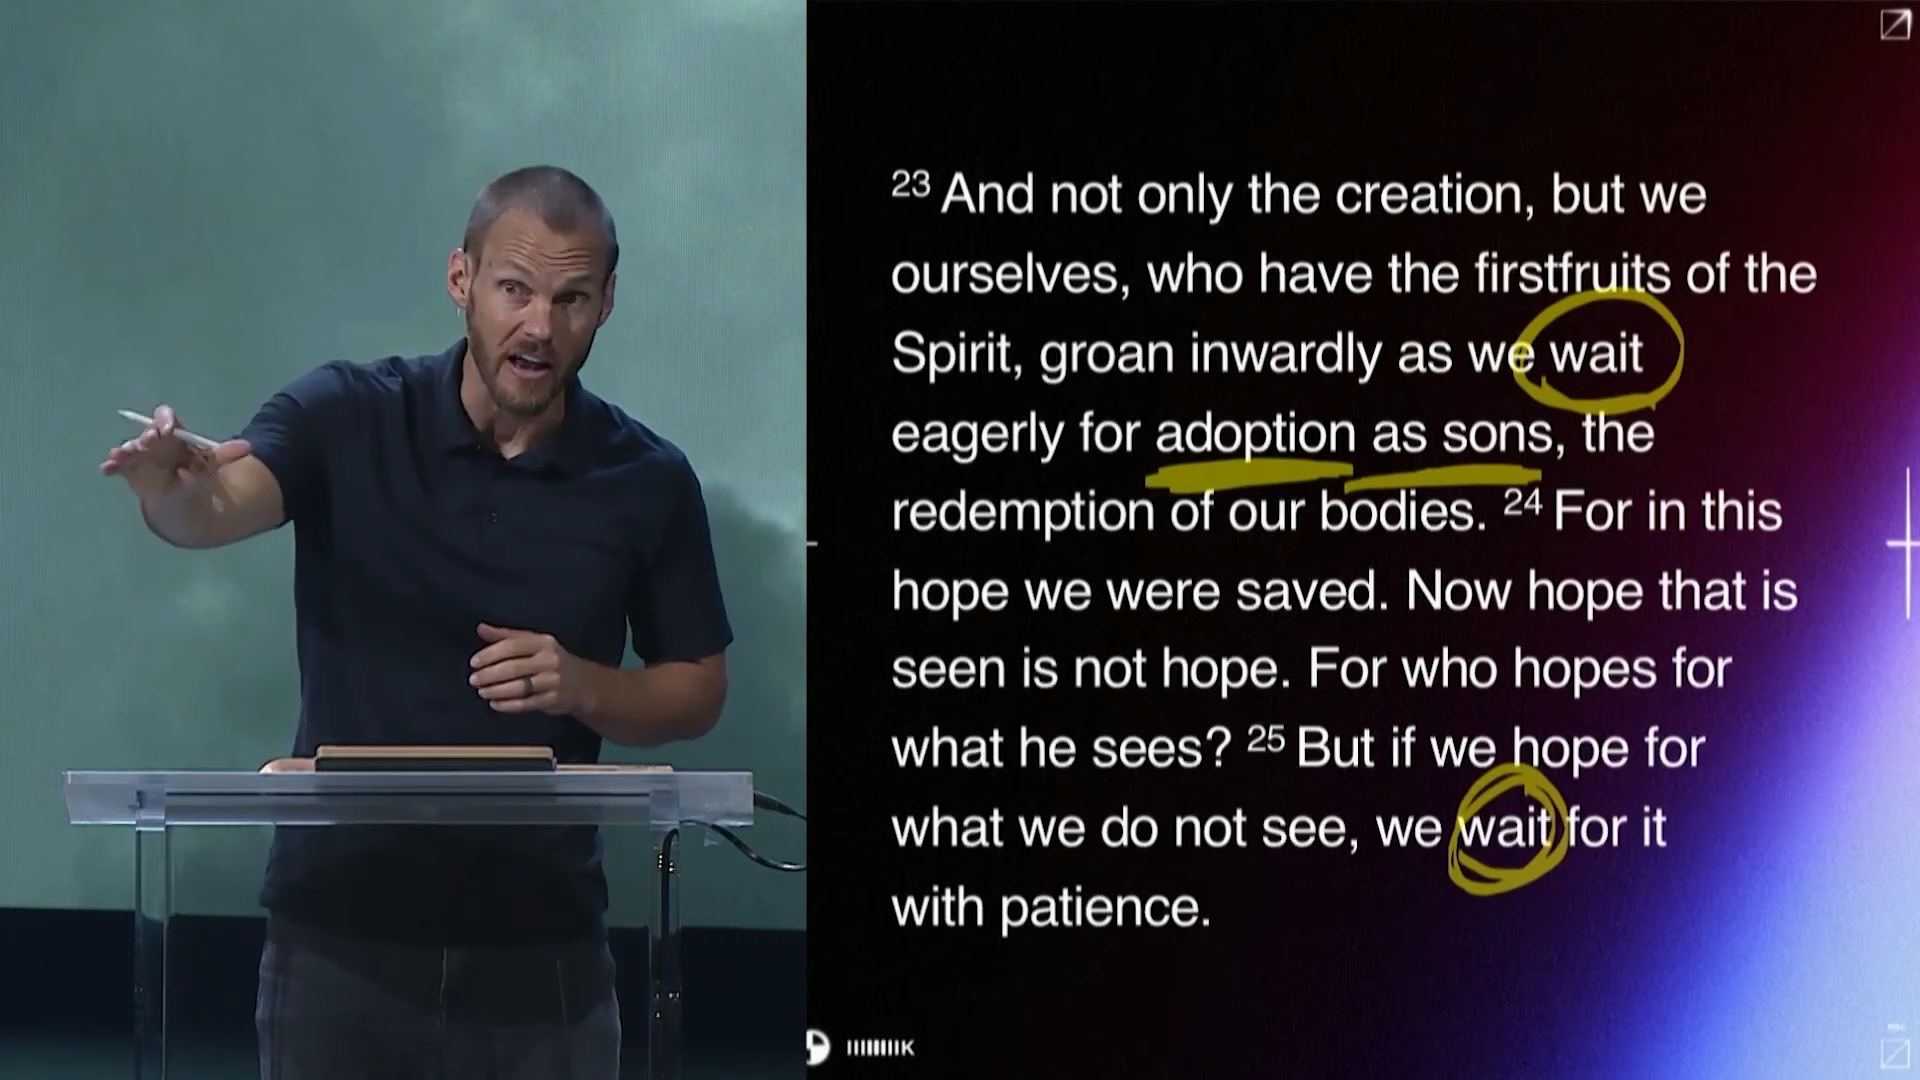 23 And not only the creation, but we
ourselves, who have the firstfruits of the
Spirit, groan inwardly as we wait
eagerly for adoption as sons, the
redemption of our bodies. 24 For in this
hope we were saved. Now hope that is
seen is not hope. For who hopes for
what he sees? 25 But if we hope for
what we do not see, we wait for it
with patience.
K